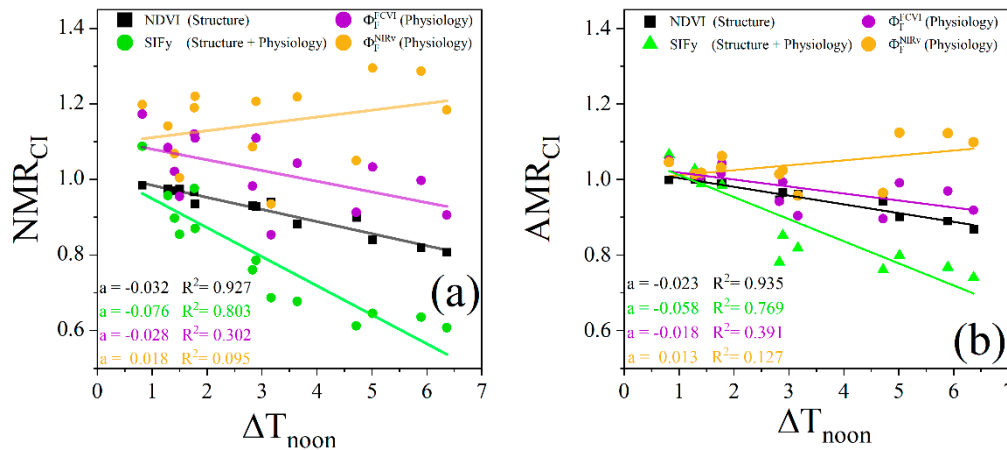 NDVI (Structure) Φ_F^FCVI (Physiology)
SIFy (Structure + Physiology) Φ_F^NIRv (Physiology)
1.4
1.2
1.0
0.8
0.6
NMR_CI
a = -0.032 R²= 0.927
a = -0.076 R²= 0.803
a = -0.028 R²= 0.302
a = 0.018 R²= 0.095
(a)
0 1 2 3 4 5 6 7
ΔT_noon
NDVI (Structure) Φ_F^FCVI (Physiology)
SIFy (Structure + Physiology) Φ_F^NIRv (Physiology)
1.4
1.2
1.0
0.8
0.6
AMR_CI
a = -0.023 R²= 0.935
a = -0.058 R²= 0.769
a = -0.018 R²= 0.391
a = 0.013 R²= 0.127
(b)
0 1 2 3 4 5 6 7
ΔT_noon